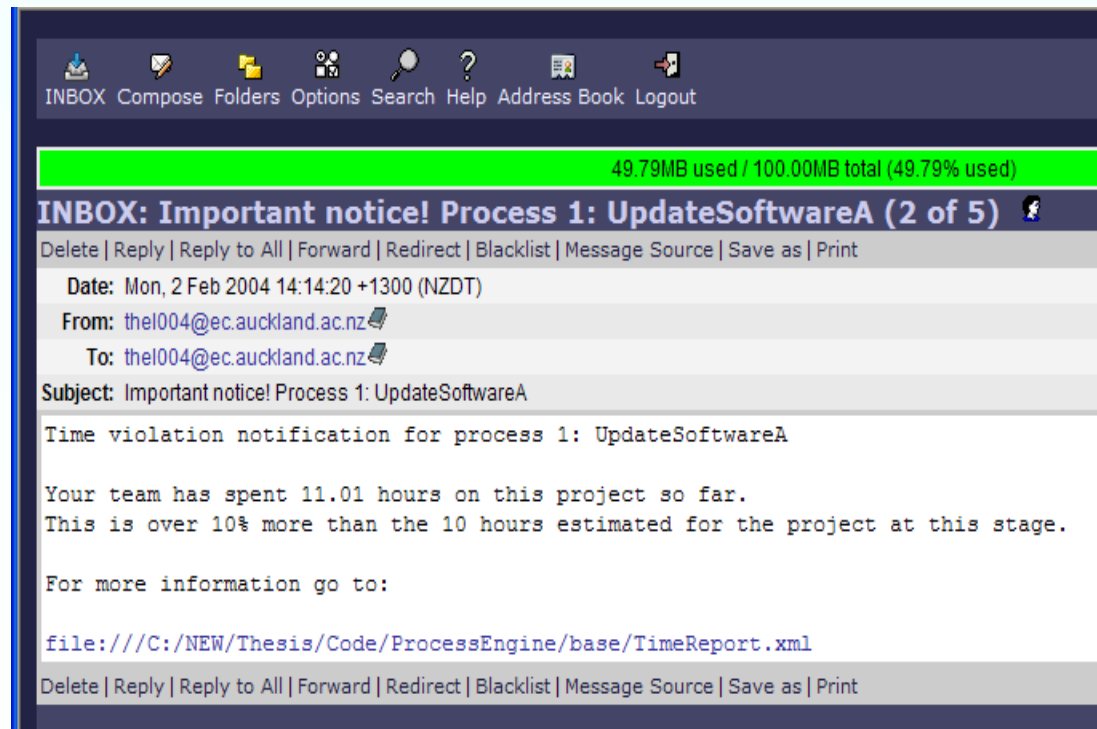 INBOX Compose Folders Options Search Help Address Book Logout
49.79MB used / 100.00MB total (49.79% used)
INBOX: Important notice! Process 1: UpdateSoftwareA (2 of 5)
Delete | Reply | Reply to All | Forward | Redirect | Blacklist | Message Source | Save as | Print
Date: Mon, 2 Feb 2004 14:14:20 +1300 (NZDT)
From: thel004@ec.auckland.ac.nz
To: thel004@ec.auckland.ac.nz
Subject: Important notice! Process 1: UpdateSoftwareA
Time violation notification for process 1: UpdateSoftwareA
Your team has spent 11.01 hours on this project so far.
This is over 10% more than the 10 hours estimated for the project at this stage.
For more information go to:
file:///C:/NEW/Thesis/Code/ProcessEngine/base/TimeReport.xml
Delete | Reply | Reply to All | Forward | Redirect | Blacklist | Message Source | Save as | Print